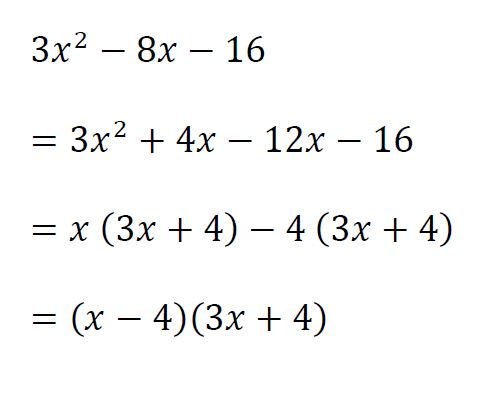 3x² − 8x − 16
= 3x² + 4x − 12x − 16
= x (3x + 4) − 4 (3x + 4)
= (x − 4)(3x + 4)